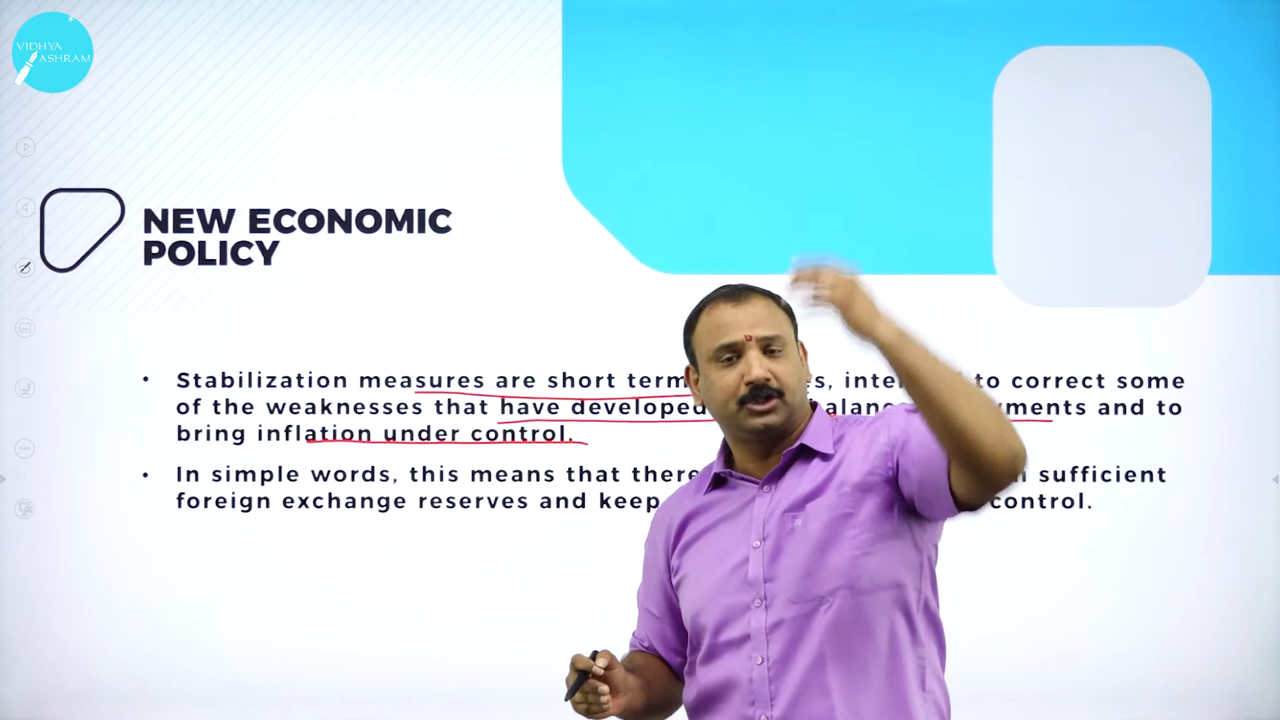 VIDHYA
ASHRAM
NEW ECONOMIC
POLICY
• Stabilization measures are short term to correct some
of the weaknesses that have developed and to
bring inflation under control.
• In simple words, this means that there sufficient
foreign exchange reserves and keep control.